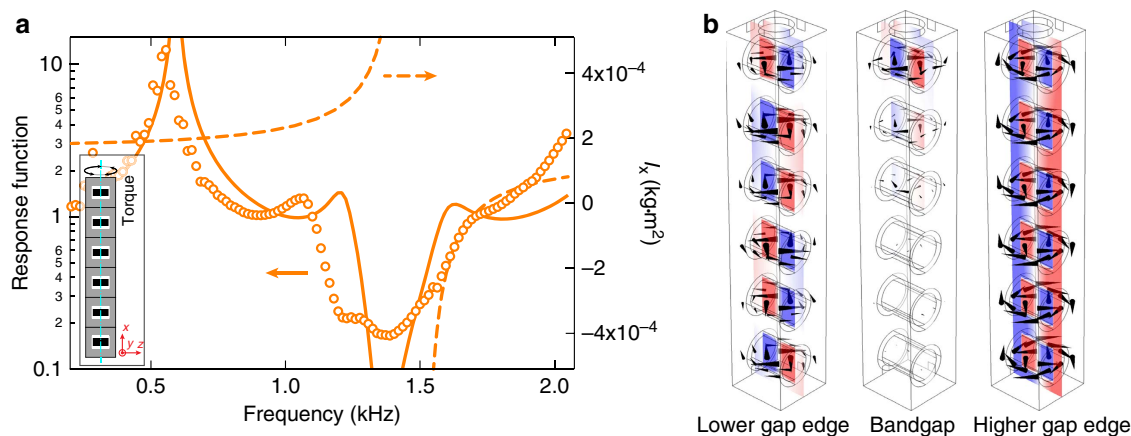 a
Response function
10
6
5
4
3
2
1
6
5
4
3
2
0.1
0.5
1.0
1.5
2.0
Frequency (kHz)
4x10⁻⁴
2
0
−2
−4x10⁻⁴
Iₓ (kg·m²)
Torque
x
y
z
b
Lower gap edge
Bandgap
Higher gap edge